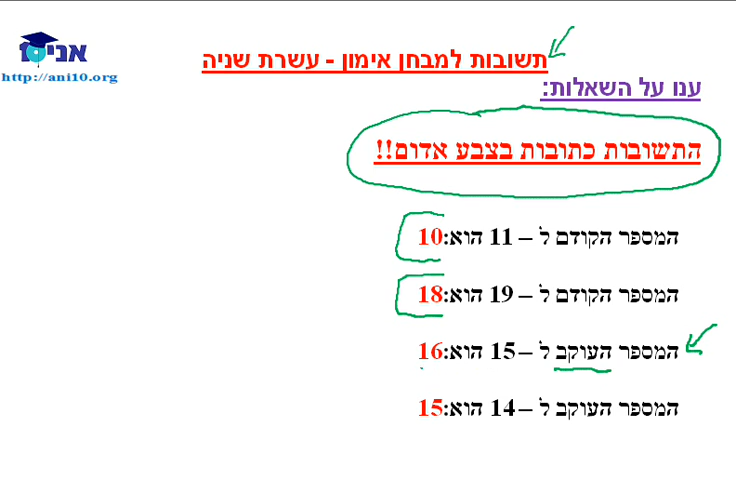 אני10
http://ani10.org
תשובות למבחן אימון - עשרת שניה
ענו על השאלות:
התשובות כתובות בצבע אדום!!
המספר הקודם ל – 11 הוא:10
המספר הקודם ל – 19 הוא:18
המספר העוקב ל –15 הוא:16
המספר העוקב ל – 14 הוא:15